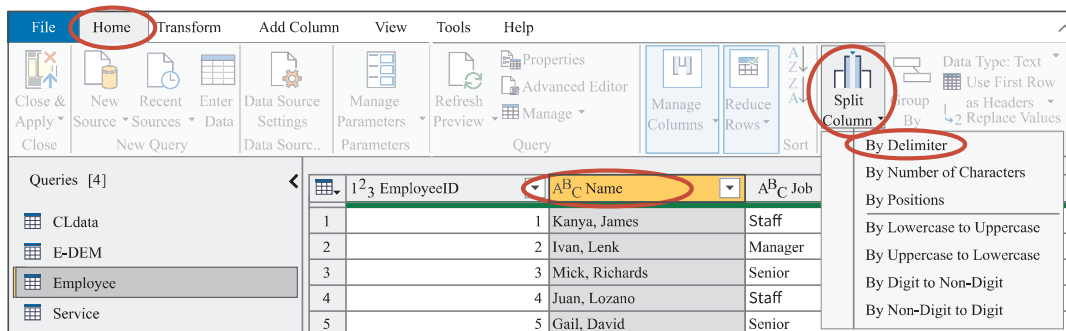 File Home Transform Add Column View Tools Help
Close & Apply
New Source
Recent Sources
Enter Data
Data Source Settings
Manage Parameters
Refresh Preview
Properties
Advanced Editor
Manage
Manage Columns
Reduce Rows
A
Z
Z
A
Split Column
Group By
Data Type: Text
Use First Row as Headers
1
2 Replace Values
Close New Query Data Sourc.. Parameters Query Sort
By Delimiter
By Number of Characters
By Positions
By Lowercase to Uppercase
By Uppercase to Lowercase
By Digit to Non-Digit
By Non-Digit to Digit
Queries [4]
CLdata
E-DEM
Employee
Service
123 EmployeeID ABC Name ABC Job
1 1 Kanya, James Staff
2 2 Ivan, Lenk Manager
3 3 Mick, Richards Senior
4 4 Juan, Lozano Staff
5 5 Gail, David Senior